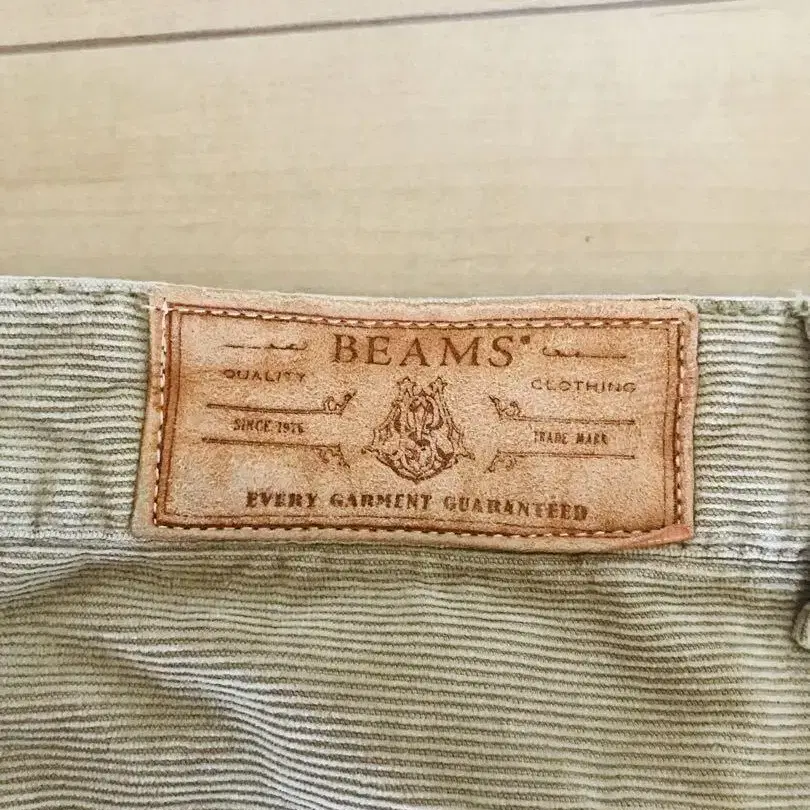 BEAMS
QUALITY CLOTHING
SINCE 1976 TRADE MARK
EVERY GARMENT GUARANTEED